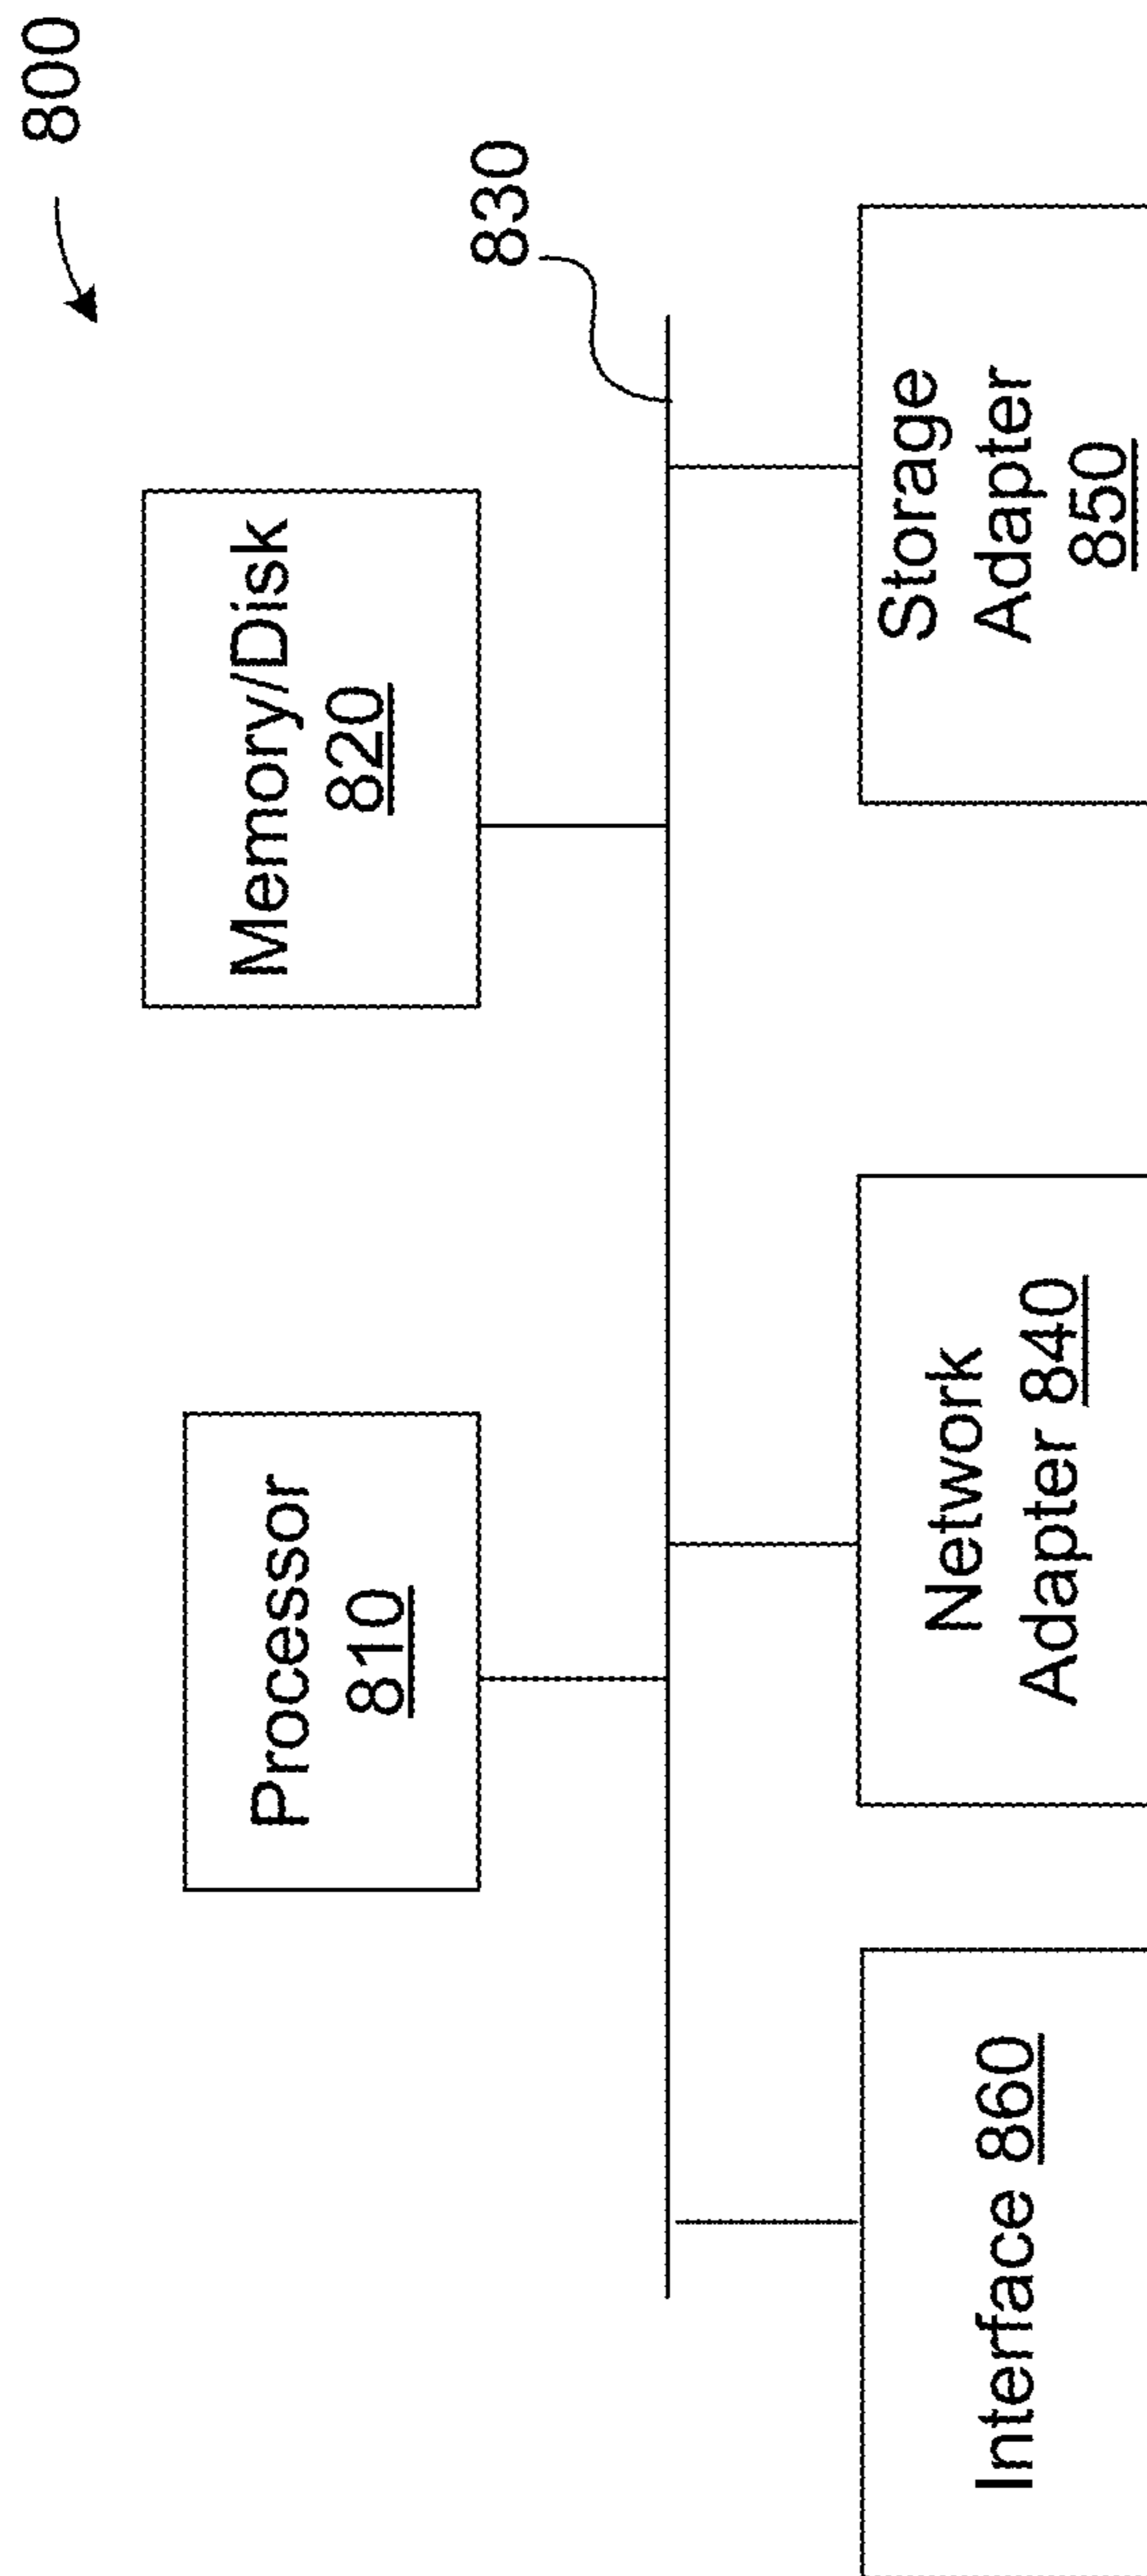 800
Processor
810
Memory/Disk
820
830
Interface 860
Network
Adapter 840
Storage
Adapter
850